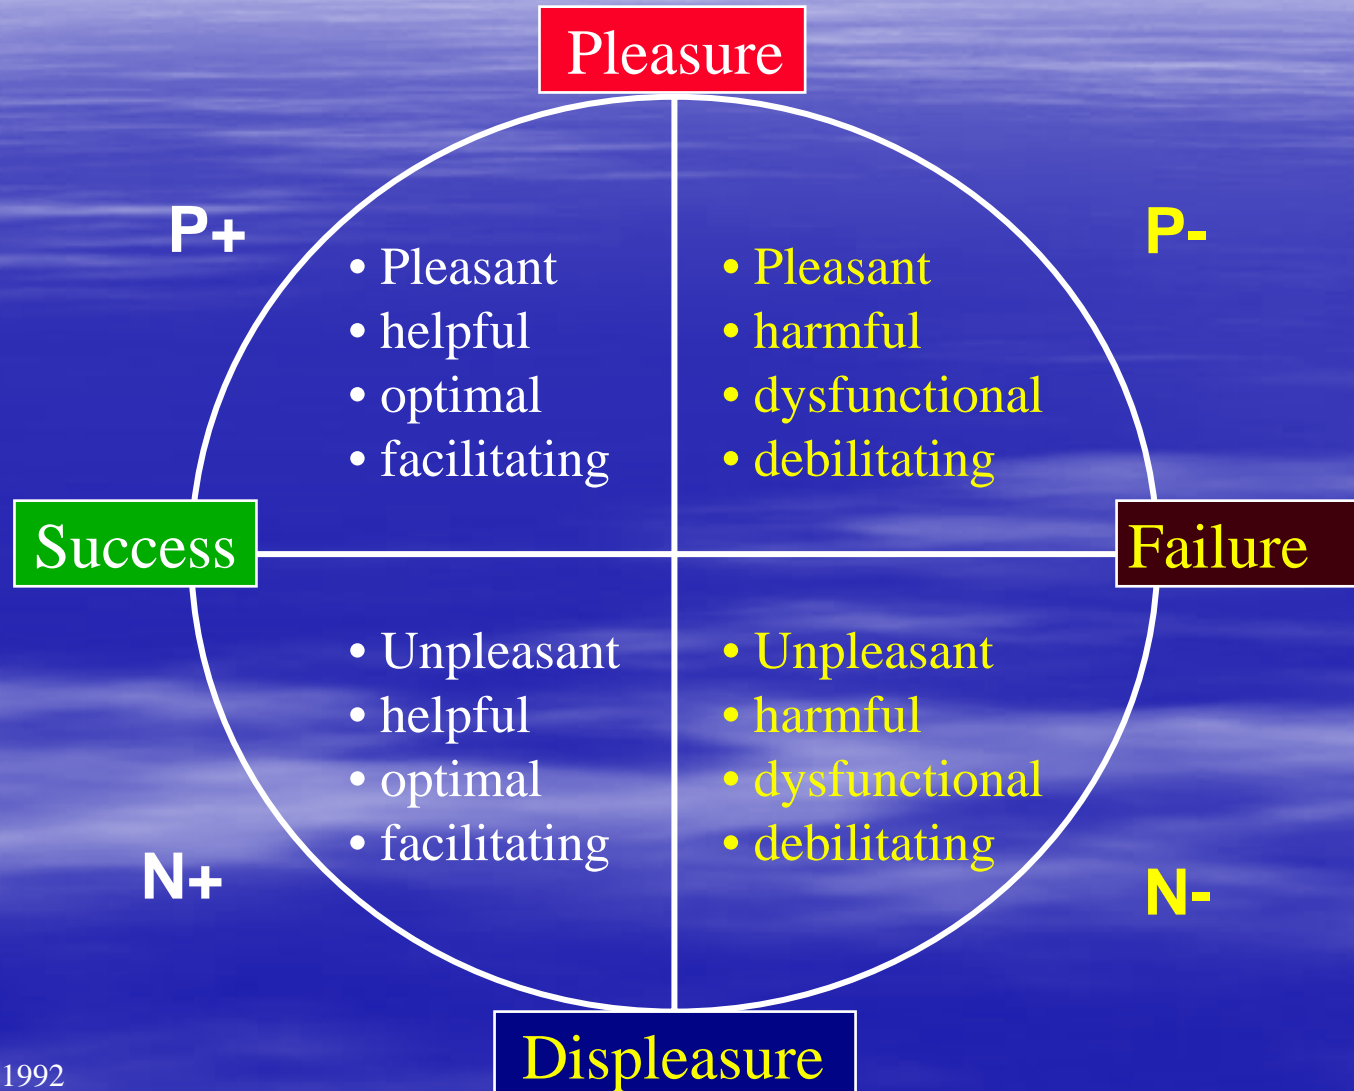 Pleasure
P+
P-
• Pleasant
• helpful
• optimal
• facilitating
• Pleasant
• harmful
• dysfunctional
• debilitating
Success
Failure
• Unpleasant
• helpful
• optimal
• facilitating
• Unpleasant
• harmful
• dysfunctional
• debilitating
N+
N-
Displeasure
1992